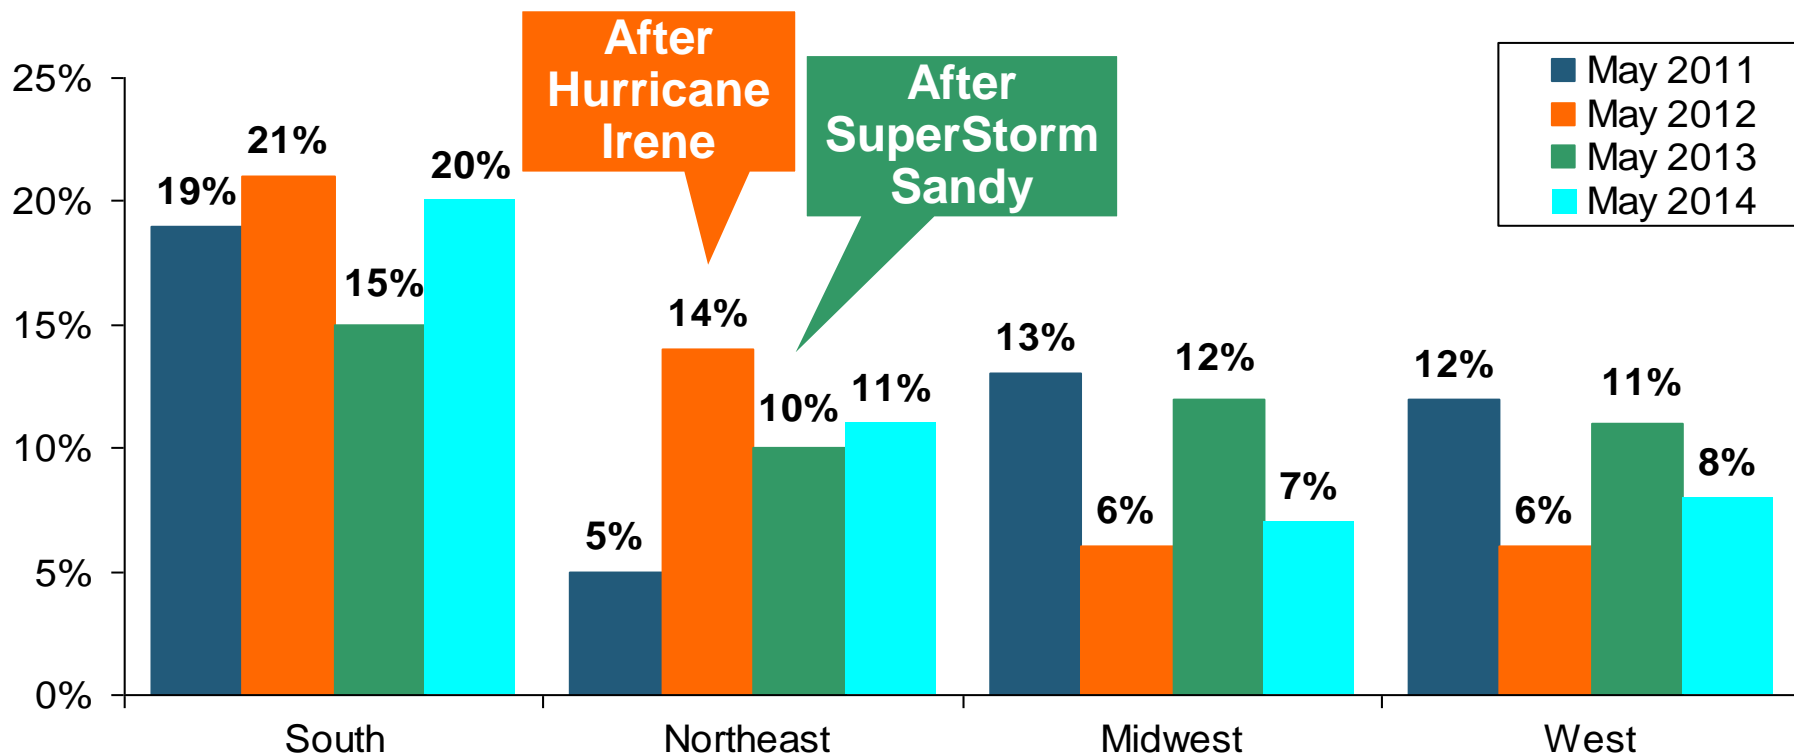 After
Hurricane
Irene
After
SuperStorm
Sandy
May 2011
May 2012
May 2013
May 2014
25%
20%
15%
10%
5%
0%
19%
21%
15%
20%
5%
14%
10%
11%
13%
6%
12%
7%
12%
6%
11%
8%
South
Northeast
Midwest
West